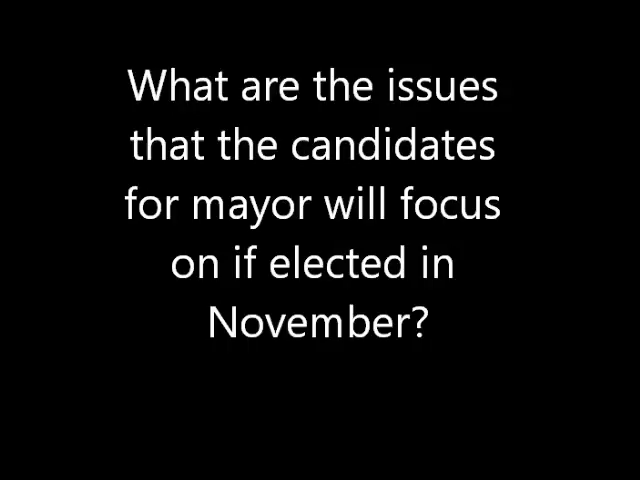 What are the issues
that the candidates
for mayor will focus
on if elected in
November?